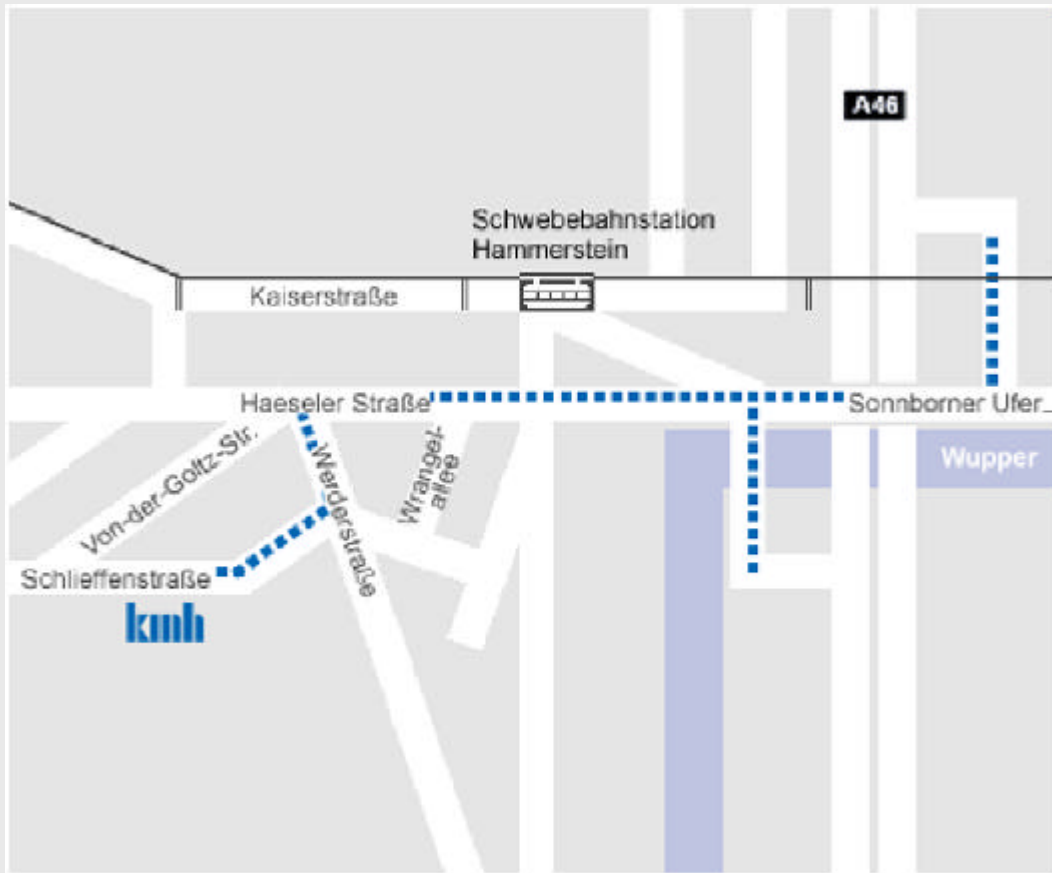 A46
Schwebebahnstation
Hammerstein
Kaiserstraße
Haeseler Straße
Sonnborner Ufer
Von-der-Goltz-Str.
Werderstraße
Wrangel-
allee
Wupper
Schlieffenstraße
kmh